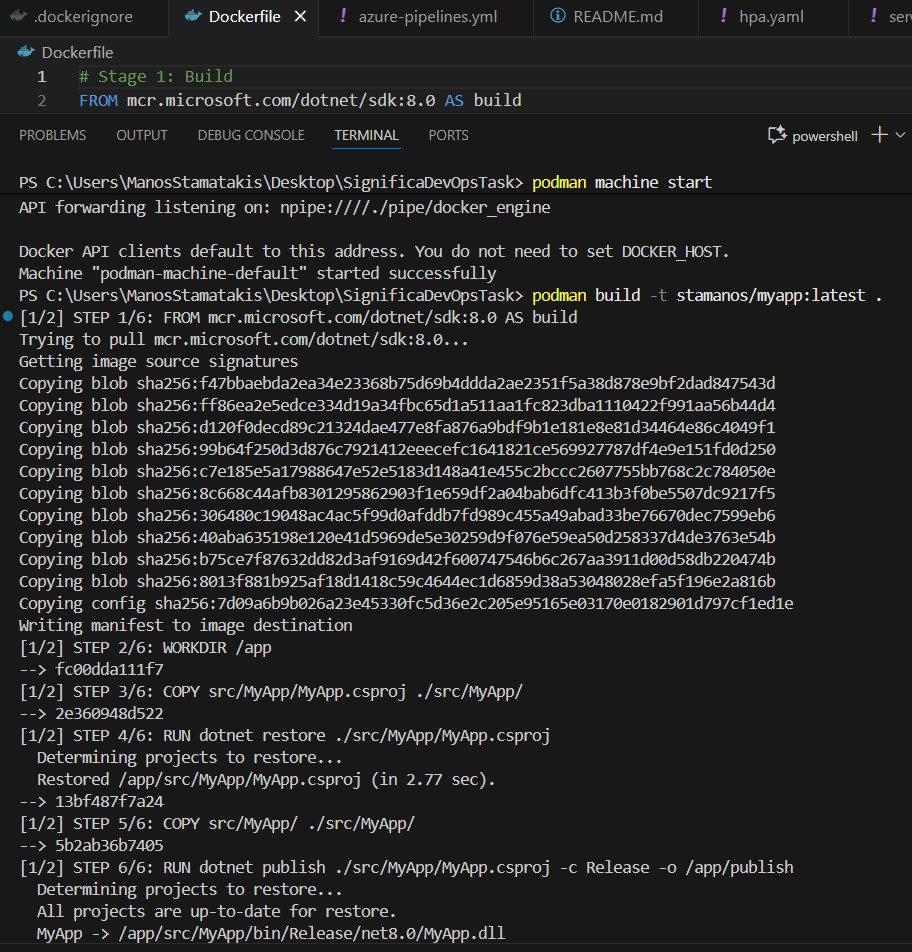 .dockerignore
Dockerfile
azure-pipelines.yml
README.md
hpa.yaml
ser
Dockerfile
1 # Stage 1: Build
2 FROM mcr.microsoft.com/dotnet/sdk:8.0 AS build
PROBLEMS OUTPUT DEBUG CONSOLE TERMINAL PORTS
powershell
PS C:\Users\ManosStamatakis\Desktop\SignificaDevOpsTask> podman machine start
API forwarding listening on: npipe:////./pipe/docker_engine
Docker API clients default to this address. You do not need to set DOCKER_HOST.
Machine "podman-machine-default" started successfully
PS C:\Users\ManosStamatakis\Desktop\SignificaDevOpsTask> podman build -t stamanos/myapp:latest .
[1/2] STEP 1/6: FROM mcr.microsoft.com/dotnet/sdk:8.0 AS build
Trying to pull mcr.microsoft.com/dotnet/sdk:8.0...
Getting image source signatures
Copying blob sha256:f47bbaebda2ea34e23368b75d69b4ddda2ae2351f5a38d878e9bf2dad847543d
Copying blob sha256:ff86ea2e5edce334d19a34fbc65d1a511aa1fc823dba1110422f991aa56b44d4
Copying blob sha256:d120f0decd89c21324dae477e8fa876a9bdf9b1e181e8e81d34464e86c4049f1
Copying blob sha256:99b64f250d3d876c7921412eeecefc1641821ce569927787df4e9e151fd0d250
Copying blob sha256:c7e185e5a17988647e52e5183d148a41e455c2bccc2607755bb768c2c784050e
Copying blob sha256:8c668c44afb8301295862903f1e659df2a04bab6dfc413b3f0be5507dc9217f5
Copying blob sha256:306480c19048ac4ac5f99d0afddb7fd989c455a49abad33be76670dec7599eb6
Copying blob sha256:40aba635198e120e41d5969de5e30259d9f076e59ea50d258337d4de3763e54b
Copying blob sha256:b75ce7f87632dd82d3af9169d42f600747546b6c267aa3911d00d58db220474b
Copying blob sha256:8013f881b925af18d1418c59c4644ec1d6859d38a53048028efa5f196e2a816b
Copying config sha256:7d09a6b9b026a23e45330fc5d36e2c205e95165e03170e0182901d797cf1ed1e
Writing manifest to image destination
[1/2] STEP 2/6: WORKDIR /app
--> fc00dda111f7
[1/2] STEP 3/6: COPY src/MyApp/MyApp.csproj ./src/MyApp/
--> 2e360948d522
[1/2] STEP 4/6: RUN dotnet restore ./src/MyApp/MyApp.csproj
Determining projects to restore...
Restored /app/src/MyApp/MyApp.csproj (in 2.77 sec).
--> 13bf487f7a24
[1/2] STEP 5/6: COPY src/MyApp/ ./src/MyApp/
--> 5b2ab36b7405
[1/2] STEP 6/6: RUN dotnet publish ./src/MyApp/MyApp.csproj -c Release -o /app/publish
Determining projects to restore...
All projects are up-to-date for restore.
MyApp -> /app/src/MyApp/bin/Release/net8.0/MyApp.dll